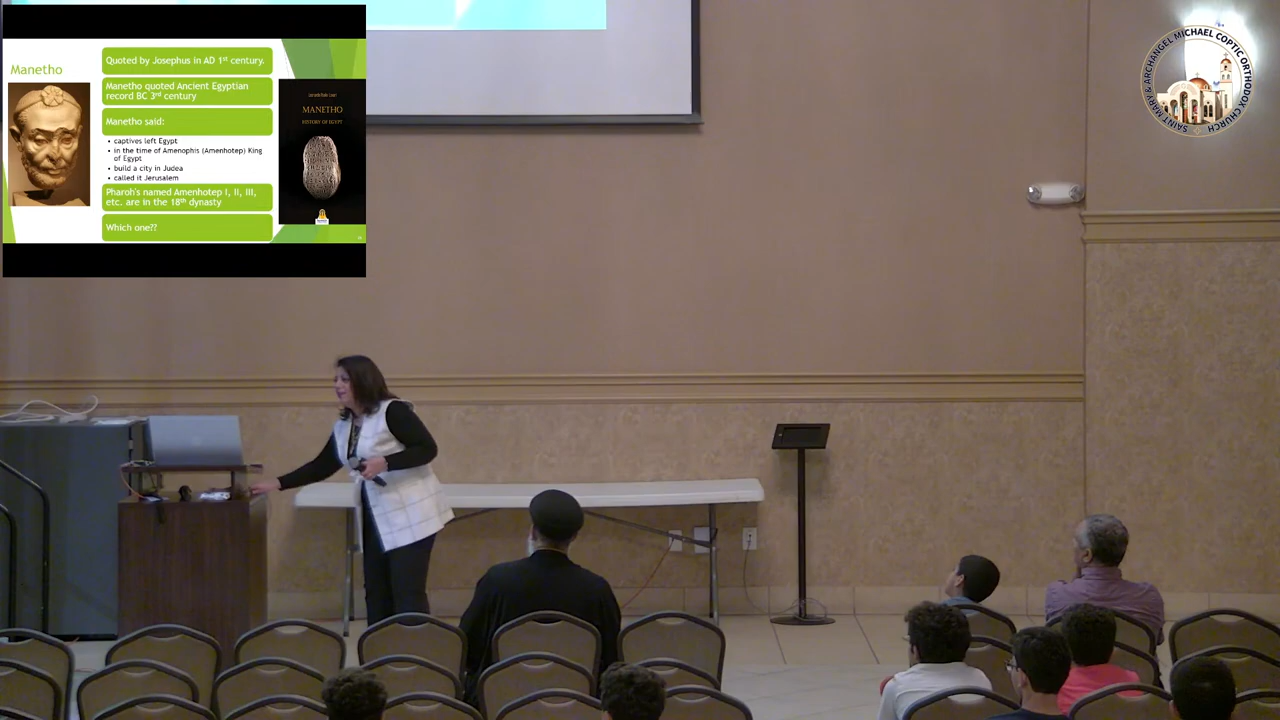 Manetho
Quoted by Josephus in AD 1st century.
Manetho quoted Ancient Egyptian
record BC 3rd century
Manetho said:
• captives left Egypt
• in the time of Amenophis (Amenhotep) King
of Egypt
• build a city in Judea
• called it Jerusalem
Pharoh's named Amenhotep I, II, III,
etc. are in the 18th dynasty
Which one??
MANETHO
HISTORY OF EGYPT
SAINT MARY & ARCHANGEL MICHAEL COPTIC ORTHODOX CHURCH